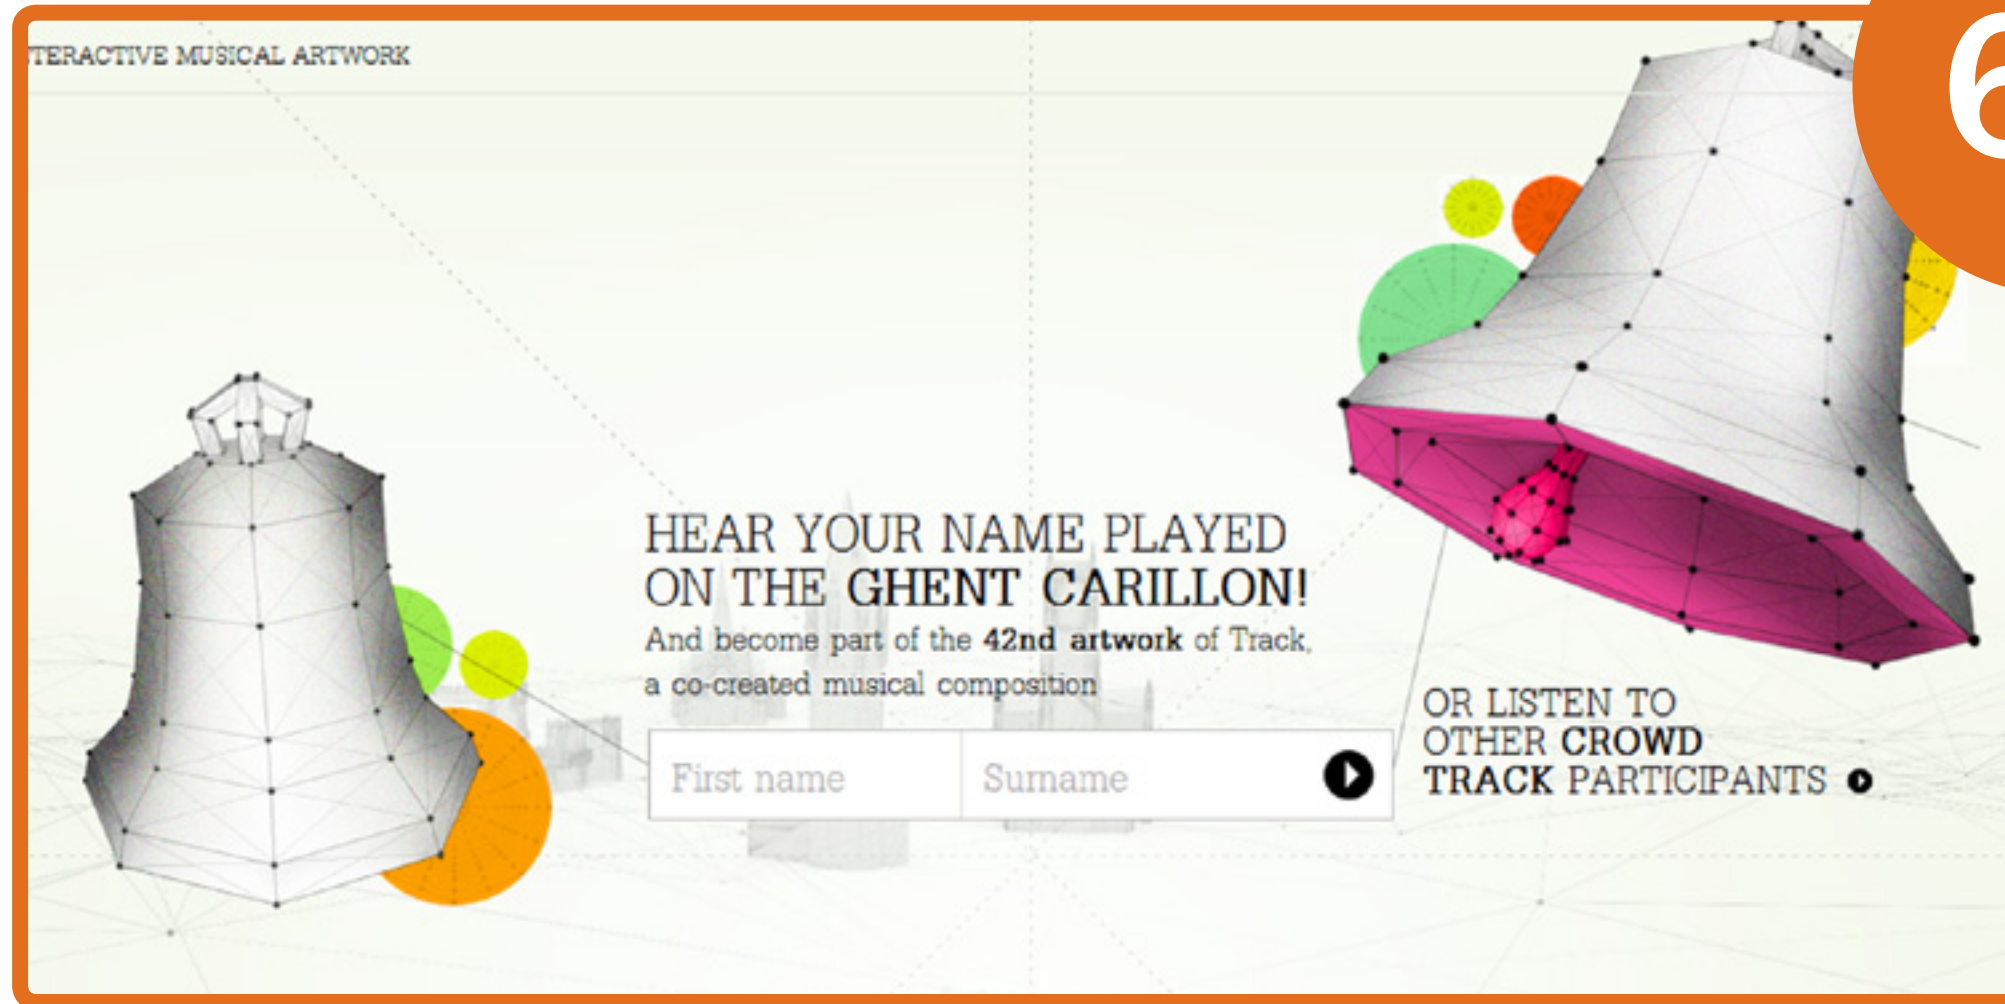 TERACTIVE MUSICAL ARTWORK
6
HEAR YOUR NAME PLAYED
ON THE GHENT CARILLON!
And become part of the 42nd artwork of Track,
a co-created musical composition
First name Surname
OR LISTEN TO
OTHER CROWD
TRACK PARTICIPANTS